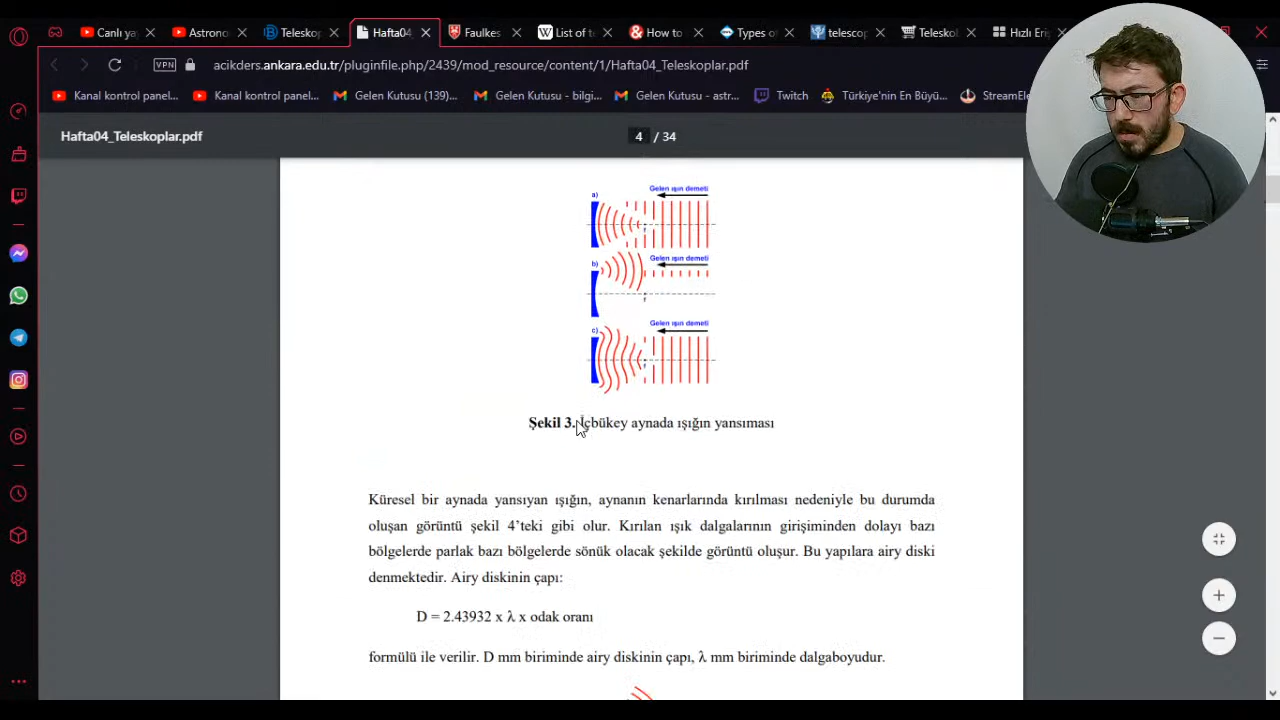 Canlı ya
Astrono
Teleskop
Hafta04
Faulkes
List of t
How to
Types o
telescop
Teleskol
Hızlı Eri
VPN
acikders.ankara.edu.tr/pluginfile.php/2439/mod_resource/content/1/Hafta04_Teleskoplar.pdf
Kanal kontrol panel...
Kanal kontrol panel...
Gelen Kutusu (139)...
Gelen Kutusu - bilgi...
Gelen Kutusu - astr...
Twitch
Türkiye'nin En Büyü...
StreamEle
Hafta04_Teleskoplar.pdf
4 / 34
a)
Gelen ışın demeti
b)
Gelen ışın demeti
c)
Gelen ışın demeti
Şekil 3. İçbükey aynada ışığın yansıması
Küresel bir aynada yansıyan ışığın, aynanın kenarlarında kırılması nedeniyle bu durumda
oluşan görüntü şekil 4’teki gibi olur. Kırılan ışık dalgalarının girişiminden dolayı bazı
bölgelerde parlak bazı bölgelerde sönük olacak şekilde görüntü oluşur. Bu yapılara airy diski
denmektedir. Airy diskinin çapı:
D = 2.43932 x λ x odak oranı
formülü ile verilir. D mm biriminde airy diskinin çapı, λ mm biriminde dalgaboyudur.